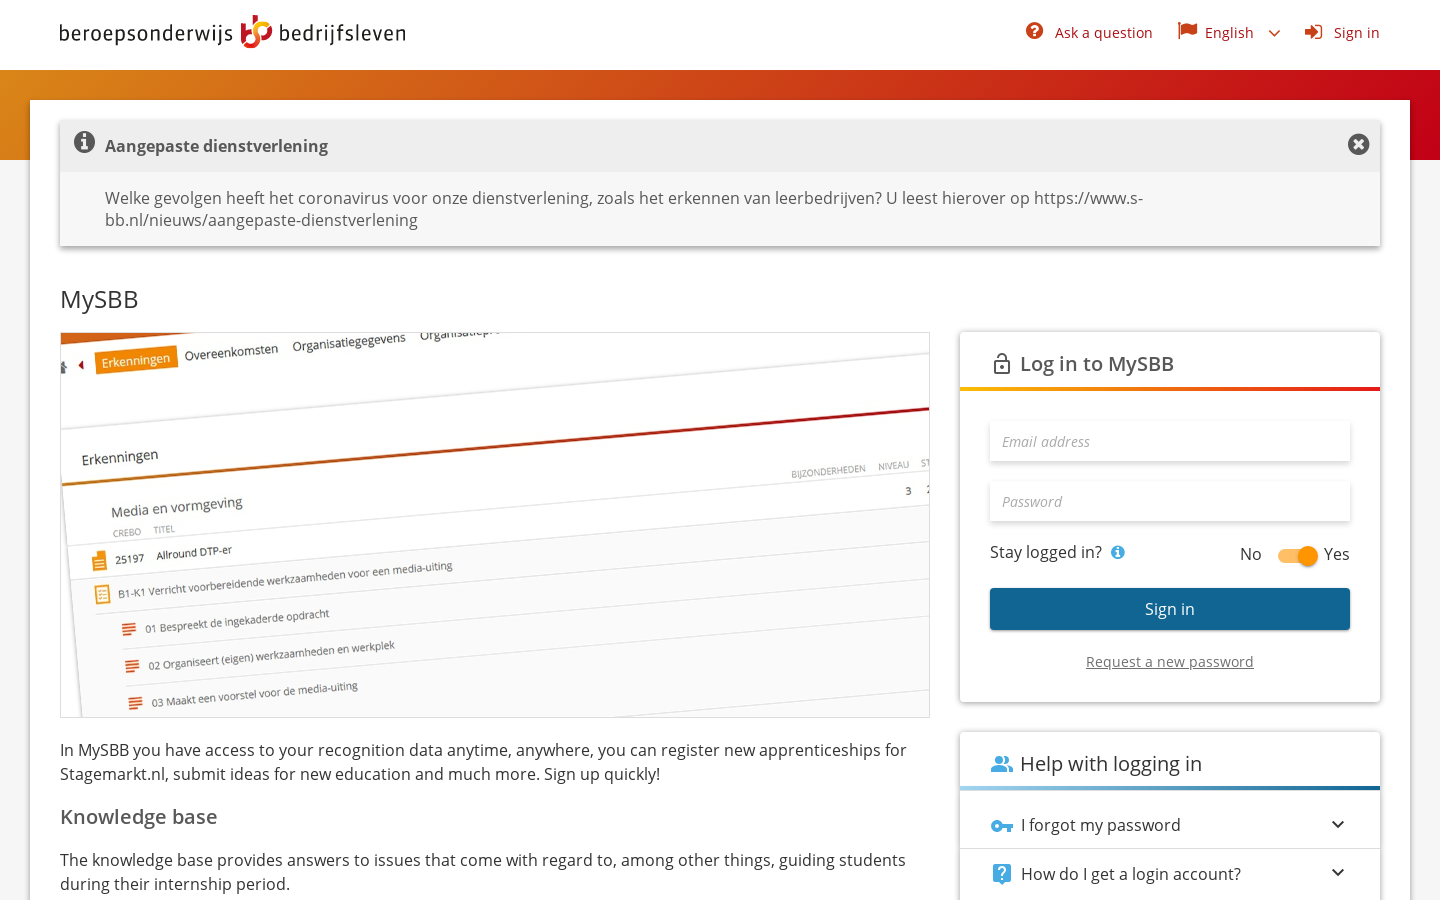 beroepsonderwijs bedrijfsleven
Ask a question
English
Sign in
Aangepaste dienstverlening
Welke gevolgen heeft het coronavirus voor onze dienstverlening, zoals het erkennen van leerbedrijven? U leest hierover op https://www.s-
bb.nl/nieuws/aangepaste-dienstverlening
MySBB
Erkenningen Overeenkomsten Organisatiegegevens
Erkenningen
Media en vormgeving
BIJZONDERHEDEN NIVEAU
CREBO TITEL
25197 Allround DTP-er 3
B1-K1 Verricht voorbereidende werkzaamheden voor een media-uiting
01 Bespreekt de ingekaderde opdracht
02 Organiseert (eigen) werkzaamheden en werkplek
03 Maakt een voorstel voor de media-uiting
Log in to MySBB
Email address
Password
Stay logged in? No Yes
Sign in
Request a new password
In MySBB you have access to your recognition data anytime, anywhere, you can register new apprenticeships for
Stagemarkt.nl, submit ideas for new education and much more. Sign up quickly!
Knowledge base
The knowledge base provides answers to issues that come with regard to, among other things, guiding students
during their internship period.
Help with logging in
I forgot my password
How do I get a login account?